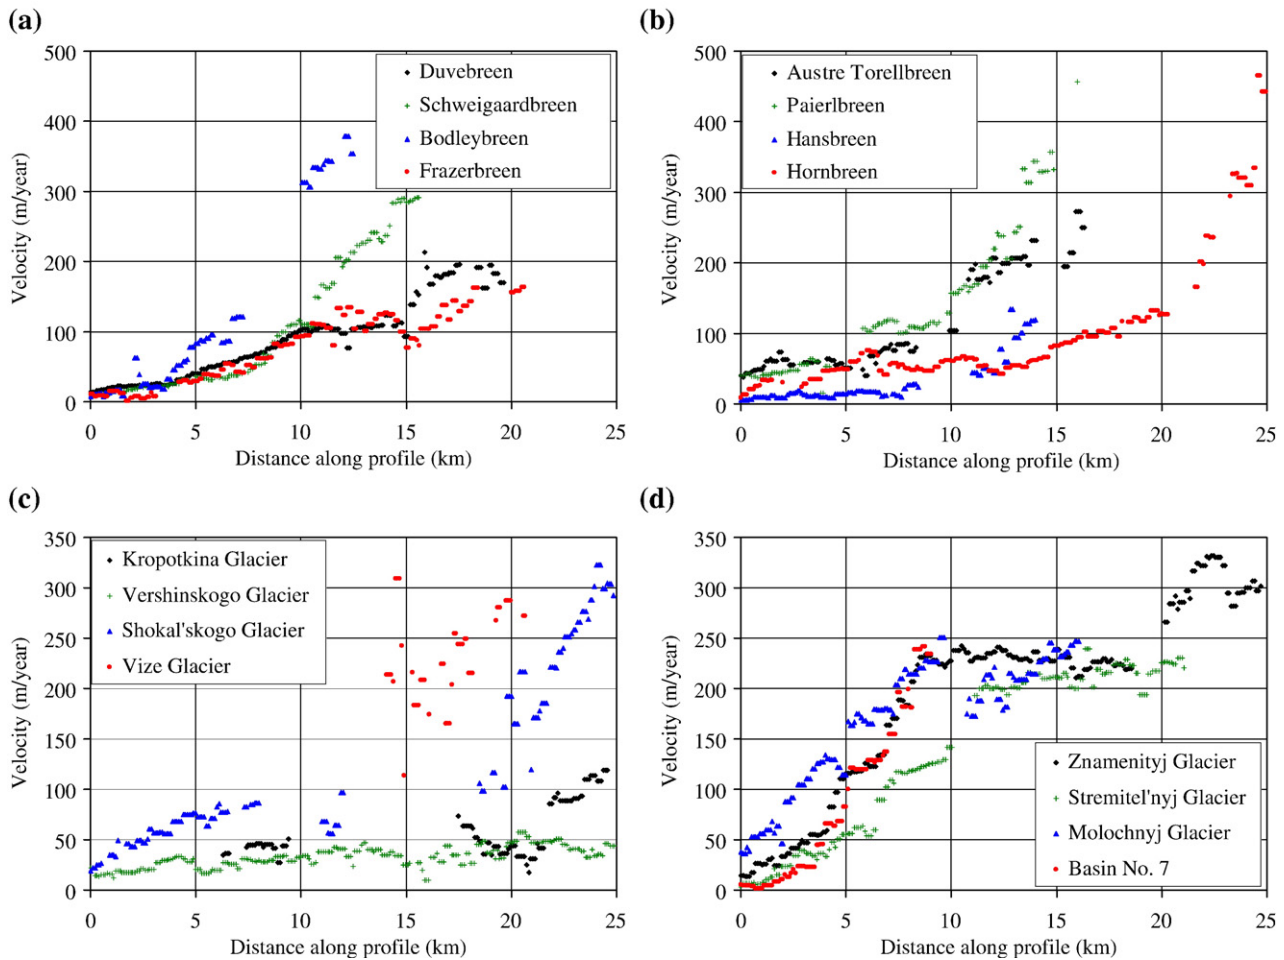 (a)
500
400
300
200
100
0
Velocity (m/year)
Duvebreen
Schweigaardbreen
Bodleybreen
Frazerbreen
0 5 10 15 20 25
Distance along profile (km)
(b)
500
400
300
200
100
0
Velocity (m/year)
Austre Torellbreen
Paierlbreen
Hansbreen
Hornbreen
0 5 10 15 20 25
Distance along profile (km)
(c)
350
300
250
200
150
100
50
0
Velocity (m/year)
Kropotkina Glacier
Vershinskogo Glacier
Shokal'skogo Glacier
Vize Glacier
0 5 10 15 20 25
Distance along profile (km)
(d)
350
300
250
200
150
100
50
0
Velocity (m/year)
Znamenityj Glacier
Stremitel'nyj Glacier
Molochnyj Glacier
Basin No. 7
0 5 10 15 20 25
Distance along profile (km)